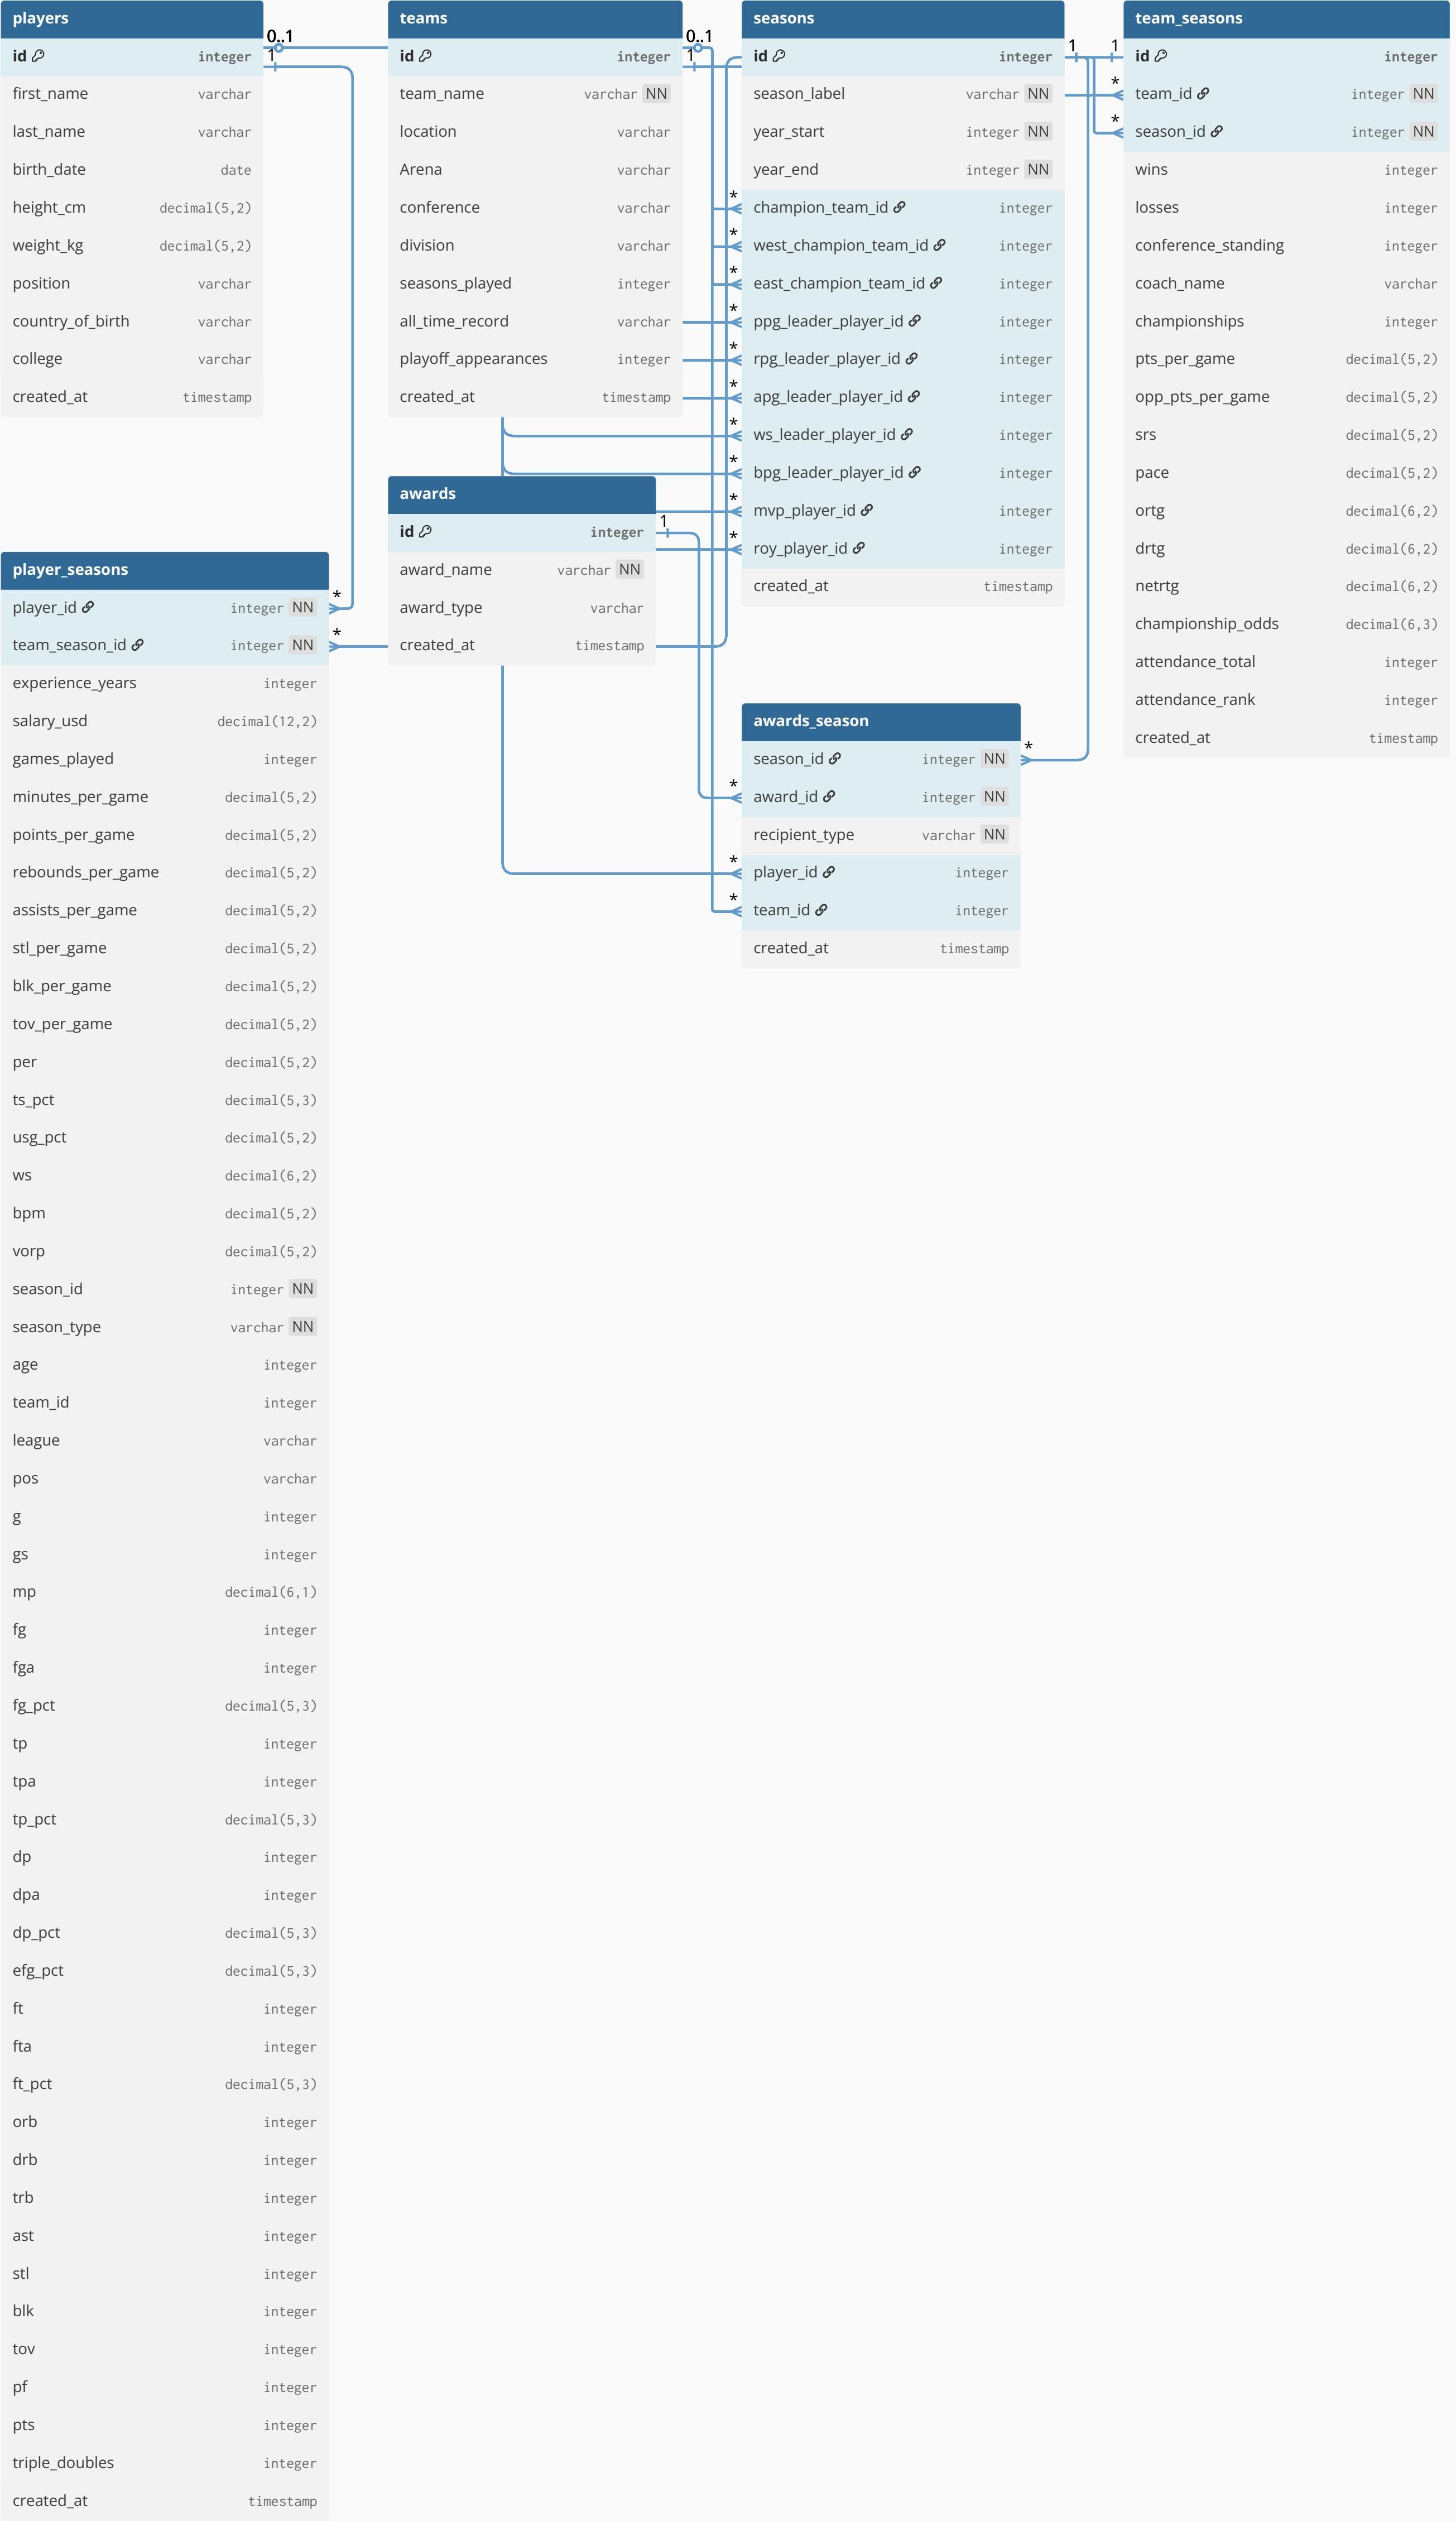 players
id integer
first_name varchar
last_name varchar
birth_date date
height_cm decimal(5,2)
weight_kg decimal(5,2)
position varchar
country_of_birth varchar
college varchar
created_at timestamp
0..1
1
teams
id integer
team_name varchar NN
location varchar
Arena varchar
conference varchar
division varchar
seasons_played integer
all_time_record varchar
playoff_appearances integer
created_at timestamp
0..1
1
seasons
id integer
season_label varchar NN
year_start integer NN
year_end integer NN
* champion_team_id integer
* west_champion_team_id integer
* east_champion_team_id integer
* ppg_leader_player_id integer
* rpg_leader_player_id integer
* apg_leader_player_id integer
* ws_leader_player_id integer
* bpg_leader_player_id integer
* mvp_player_id integer
* roy_player_id integer
created_at timestamp
1
1
team_seasons
id integer
* team_id integer NN
* season_id integer NN
wins integer
losses integer
conference_standing integer
coach_name varchar
championships integer
pts_per_game decimal(5,2)
opp_pts_per_game decimal(5,2)
srs decimal(5,2)
pace decimal(5,2)
ortg decimal(6,2)
drtg decimal(6,2)
netrtg decimal(6,2)
championship_odds decimal(6,3)
attendance_total integer
attendance_rank integer
created_at timestamp
awards
id integer 1
award_name varchar NN
award_type varchar
created_at timestamp
awards_season
season_id integer NN *
* award_id integer NN
recipient_type varchar NN
* player_id integer
* team_id integer
created_at timestamp
player_seasons
player_id integer NN *
team_season_id integer NN *
experience_years integer
salary_usd decimal(12,2)
games_played integer
minutes_per_game decimal(5,2)
points_per_game decimal(5,2)
rebounds_per_game decimal(5,2)
assists_per_game decimal(5,2)
stl_per_game decimal(5,2)
blk_per_game decimal(5,2)
tov_per_game decimal(5,2)
per decimal(5,2)
ts_pct decimal(5,3)
usg_pct decimal(5,2)
ws decimal(6,2)
bpm decimal(5,2)
vorp decimal(5,2)
season_id integer NN
season_type varchar NN
age integer
team_id integer
league varchar
pos varchar
g integer
gs integer
mp decimal(6,1)
fg integer
fga integer
fg_pct decimal(5,3)
tp integer
tpa integer
tp_pct decimal(5,3)
dp integer
dpa integer
dp_pct decimal(5,3)
efg_pct decimal(5,3)
ft integer
fta integer
ft_pct decimal(5,3)
orb integer
drb integer
trb integer
ast integer
stl integer
blk integer
tov integer
pf integer
pts integer
triple_doubles integer
created_at timestamp